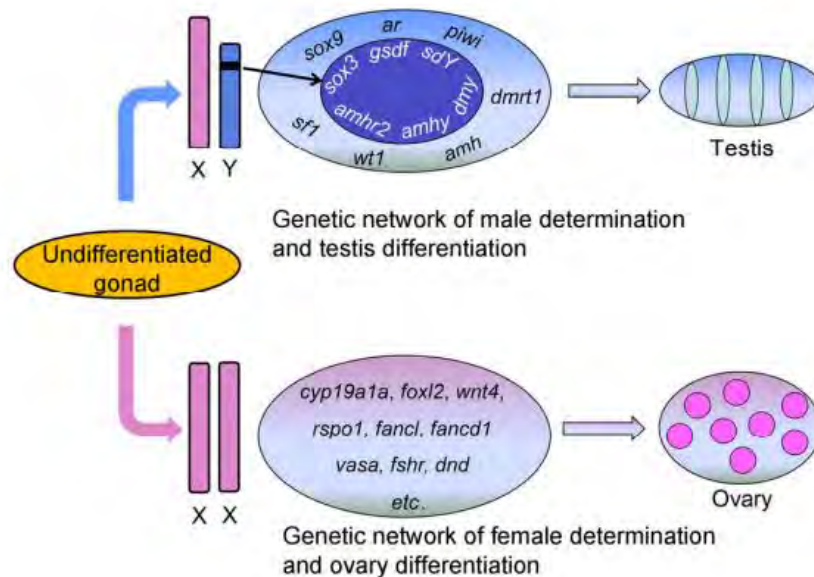 sox9 ar piwi
sox3 gsdf sdY
dmy
dmrt1
amhr2 amhy
sf1 wt1 amh
X Y
Testis
Genetic network of male determination
and testis differentiation
Undifferentiated
gonad
cyp19a1a, foxl2, wnt4,
rspo1, fancl, fancd1
vasa, fshr, dnd
etc.
X X
Ovary
Genetic network of female determination
and ovary differentiation